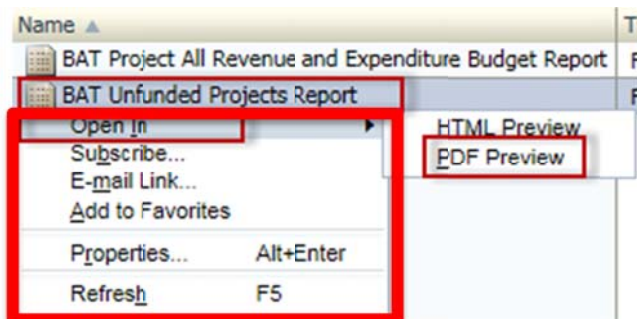 Name
T
BAT Project All Revenue and Expenditure Budget Report
F
BAT Unfunded Projects Report
F
Open In
HTML Preview
Subscribe...
PDF Preview
E-mail Link...
Add to Favorites
Properties... Alt+Enter
Refresh F5